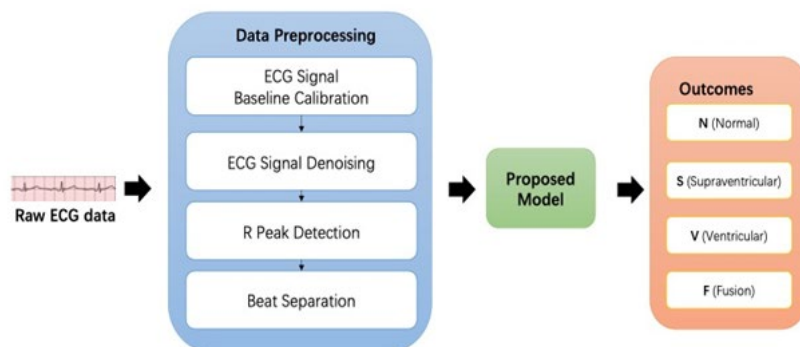 Data Preprocessing
ECG Signal
Baseline Calibration
ECG Signal Denoising
R Peak Detection
Beat Separation
Raw ECG data
Proposed
Model
Outcomes
N (Normal)
S (Supraventricular)
V (Ventricular)
F (Fusion)